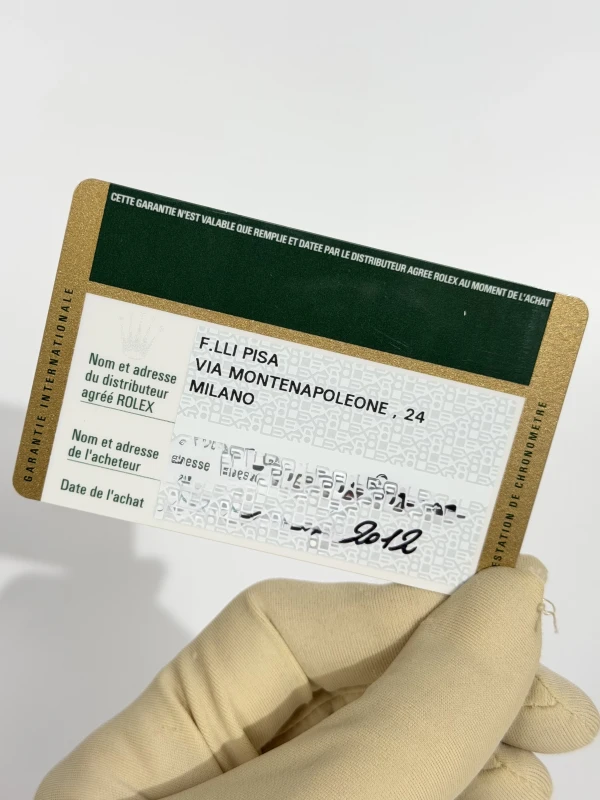 CETTE GARANTIE N'EST VALABLE QUE REMPLIE ET DATEE PAR LE DISTRIBUTEUR AGREE ROLEX AU MOMENT DE L'ACHAT
GARANTIE INTERNATIONALE
Nom et adresse
du distributeur
agréé ROLEX
F.LLI PISA
VIA MONTENAPOLEONE , 24
MILANO
Nom et adresse
de l'acheteur
Date de l'achat
2012
DE CHRONOMETRE